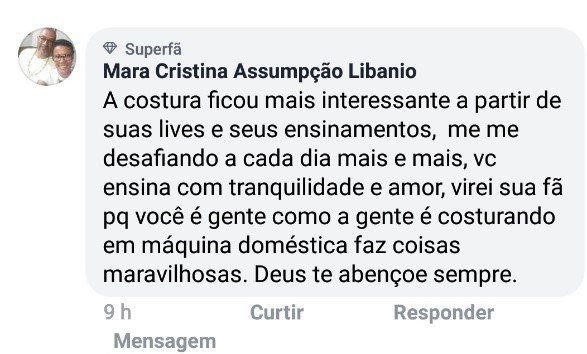 Superfã
Mara Cristina Assumpção Libanio
A costura ficou mais interessante a partir de
suas lives e seus ensinamentos, me me
desafiando a cada dia mais e mais, vc
ensina com tranquilidade e amor, virei sua fã
pq você é gente como a gente é costurando
em máquina doméstica faz coisas
maravilhosas. Deus te abençoe sempre.
9 h Curtir Responder
Mensagem